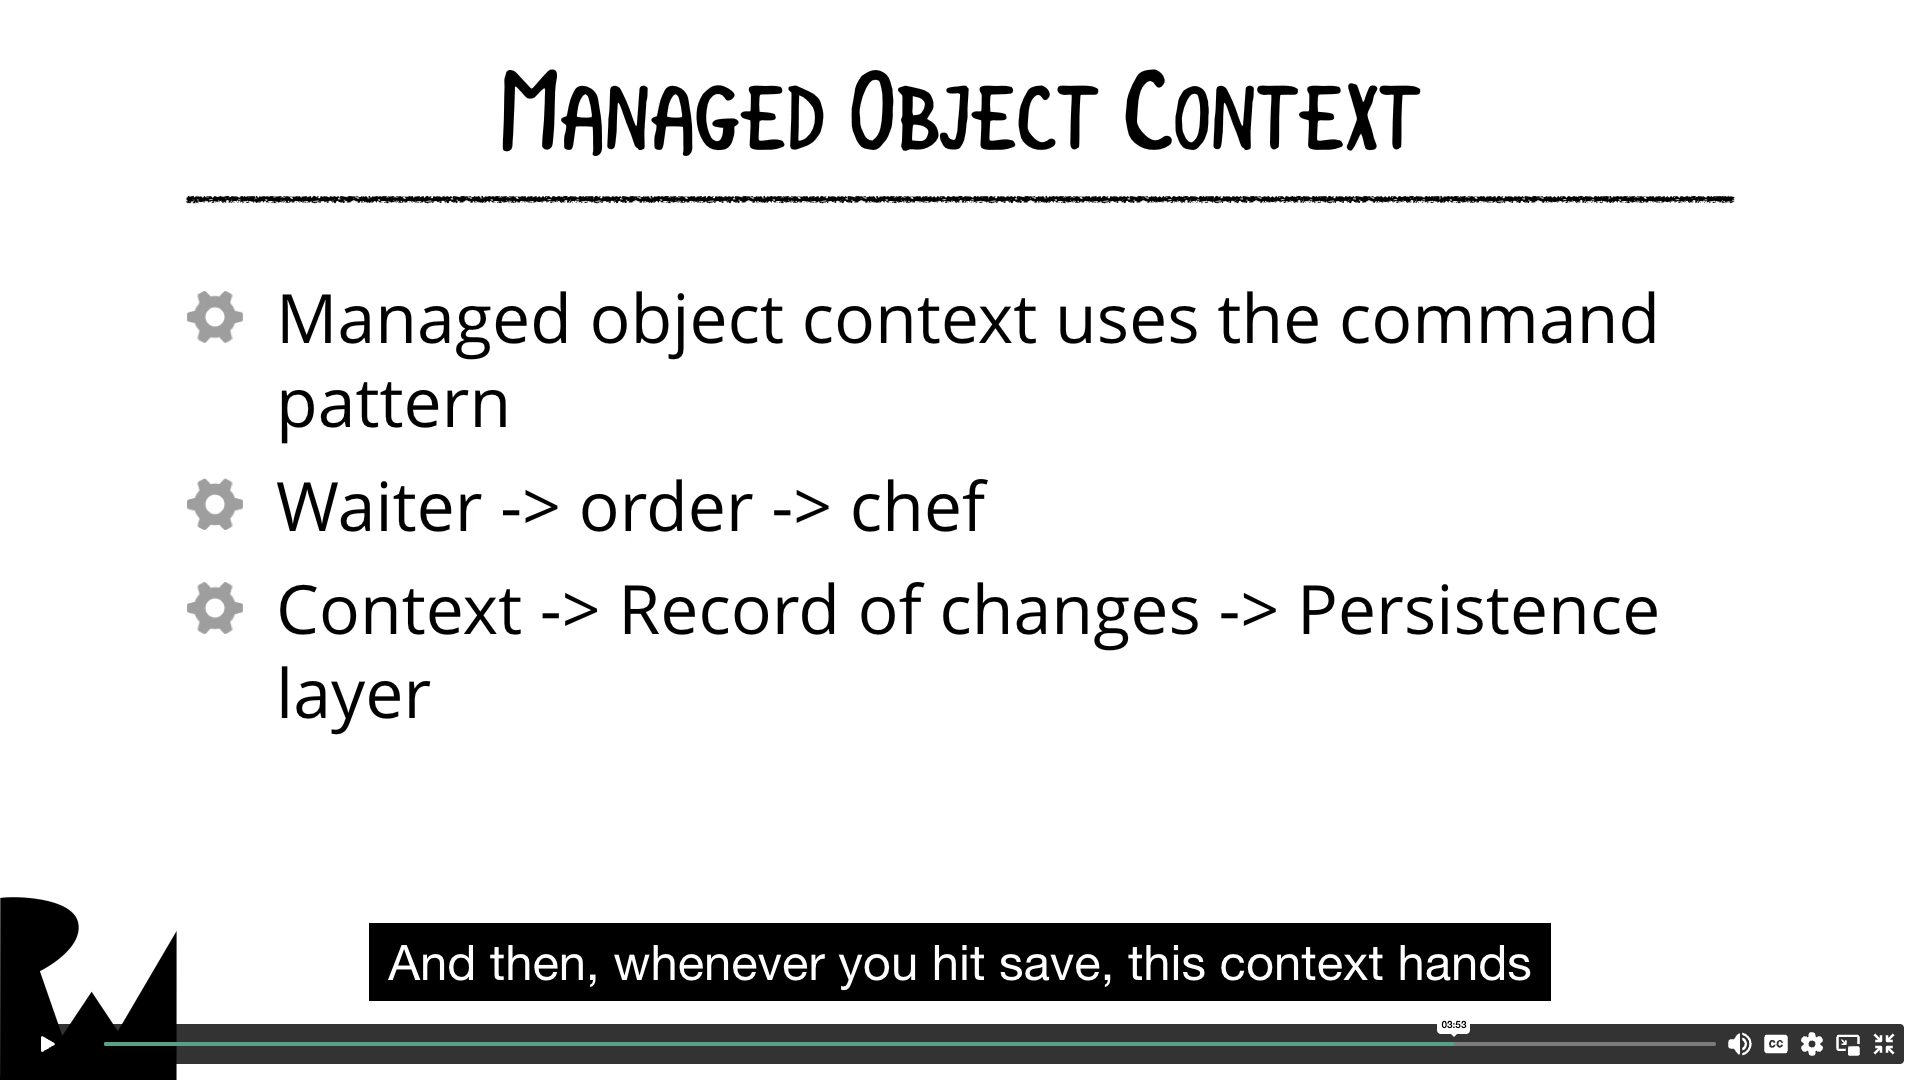 Managed Object Context
Managed object context uses the command
pattern
Waiter -> order -> chef
Context -> Record of changes -> Persistence
layer
RW
And then, whenever you hit save, this context hands
03:53
CC